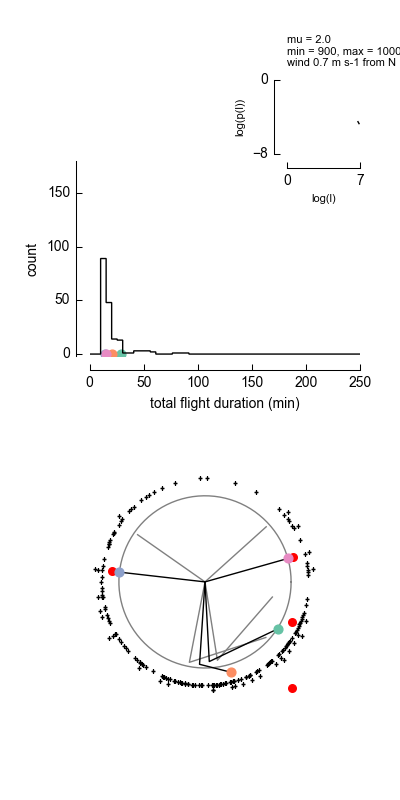 mu = 2.0
min = 900, max = 1000
wind 0.7 m s-1 from N
0
log(p(l))
−8
0
7
log(l)
150
100
50
0
count
0
50
100
150
200
250
total flight duration (min)